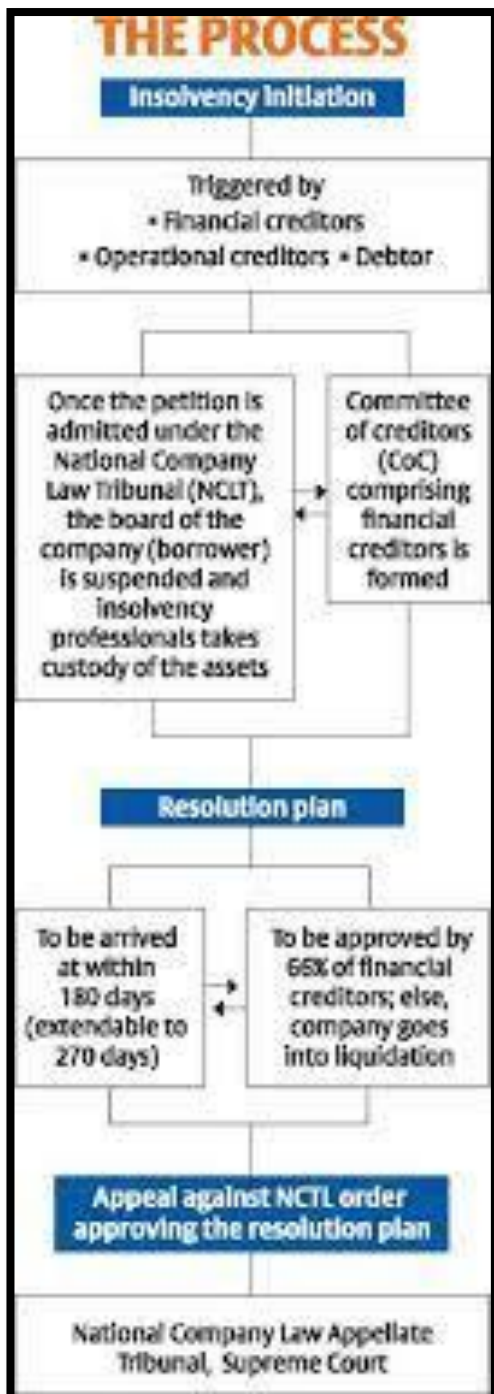 THE PROCESS
Insolvency initiation
Triggered by
• Financial creditors
• Operational creditors • Debtor
Once the petition is
admitted under the
National Company
Law Tribunal (NCLT),
the board of the
company (borrower)
is suspended and
insolvency
professionals takes
custody of the assets
Committee
of creditors
(CoC)
comprising
financial
creditors is
formed
Resolution plan
To be arrived
at within
180 days
(extendable to
270 days)
To be approved by
66% of financial
creditors; else,
company goes
into liquidation
Appeal against NCTL order
approving the resolution plan
National Company Law Appellate
Tribunal, Supreme Court